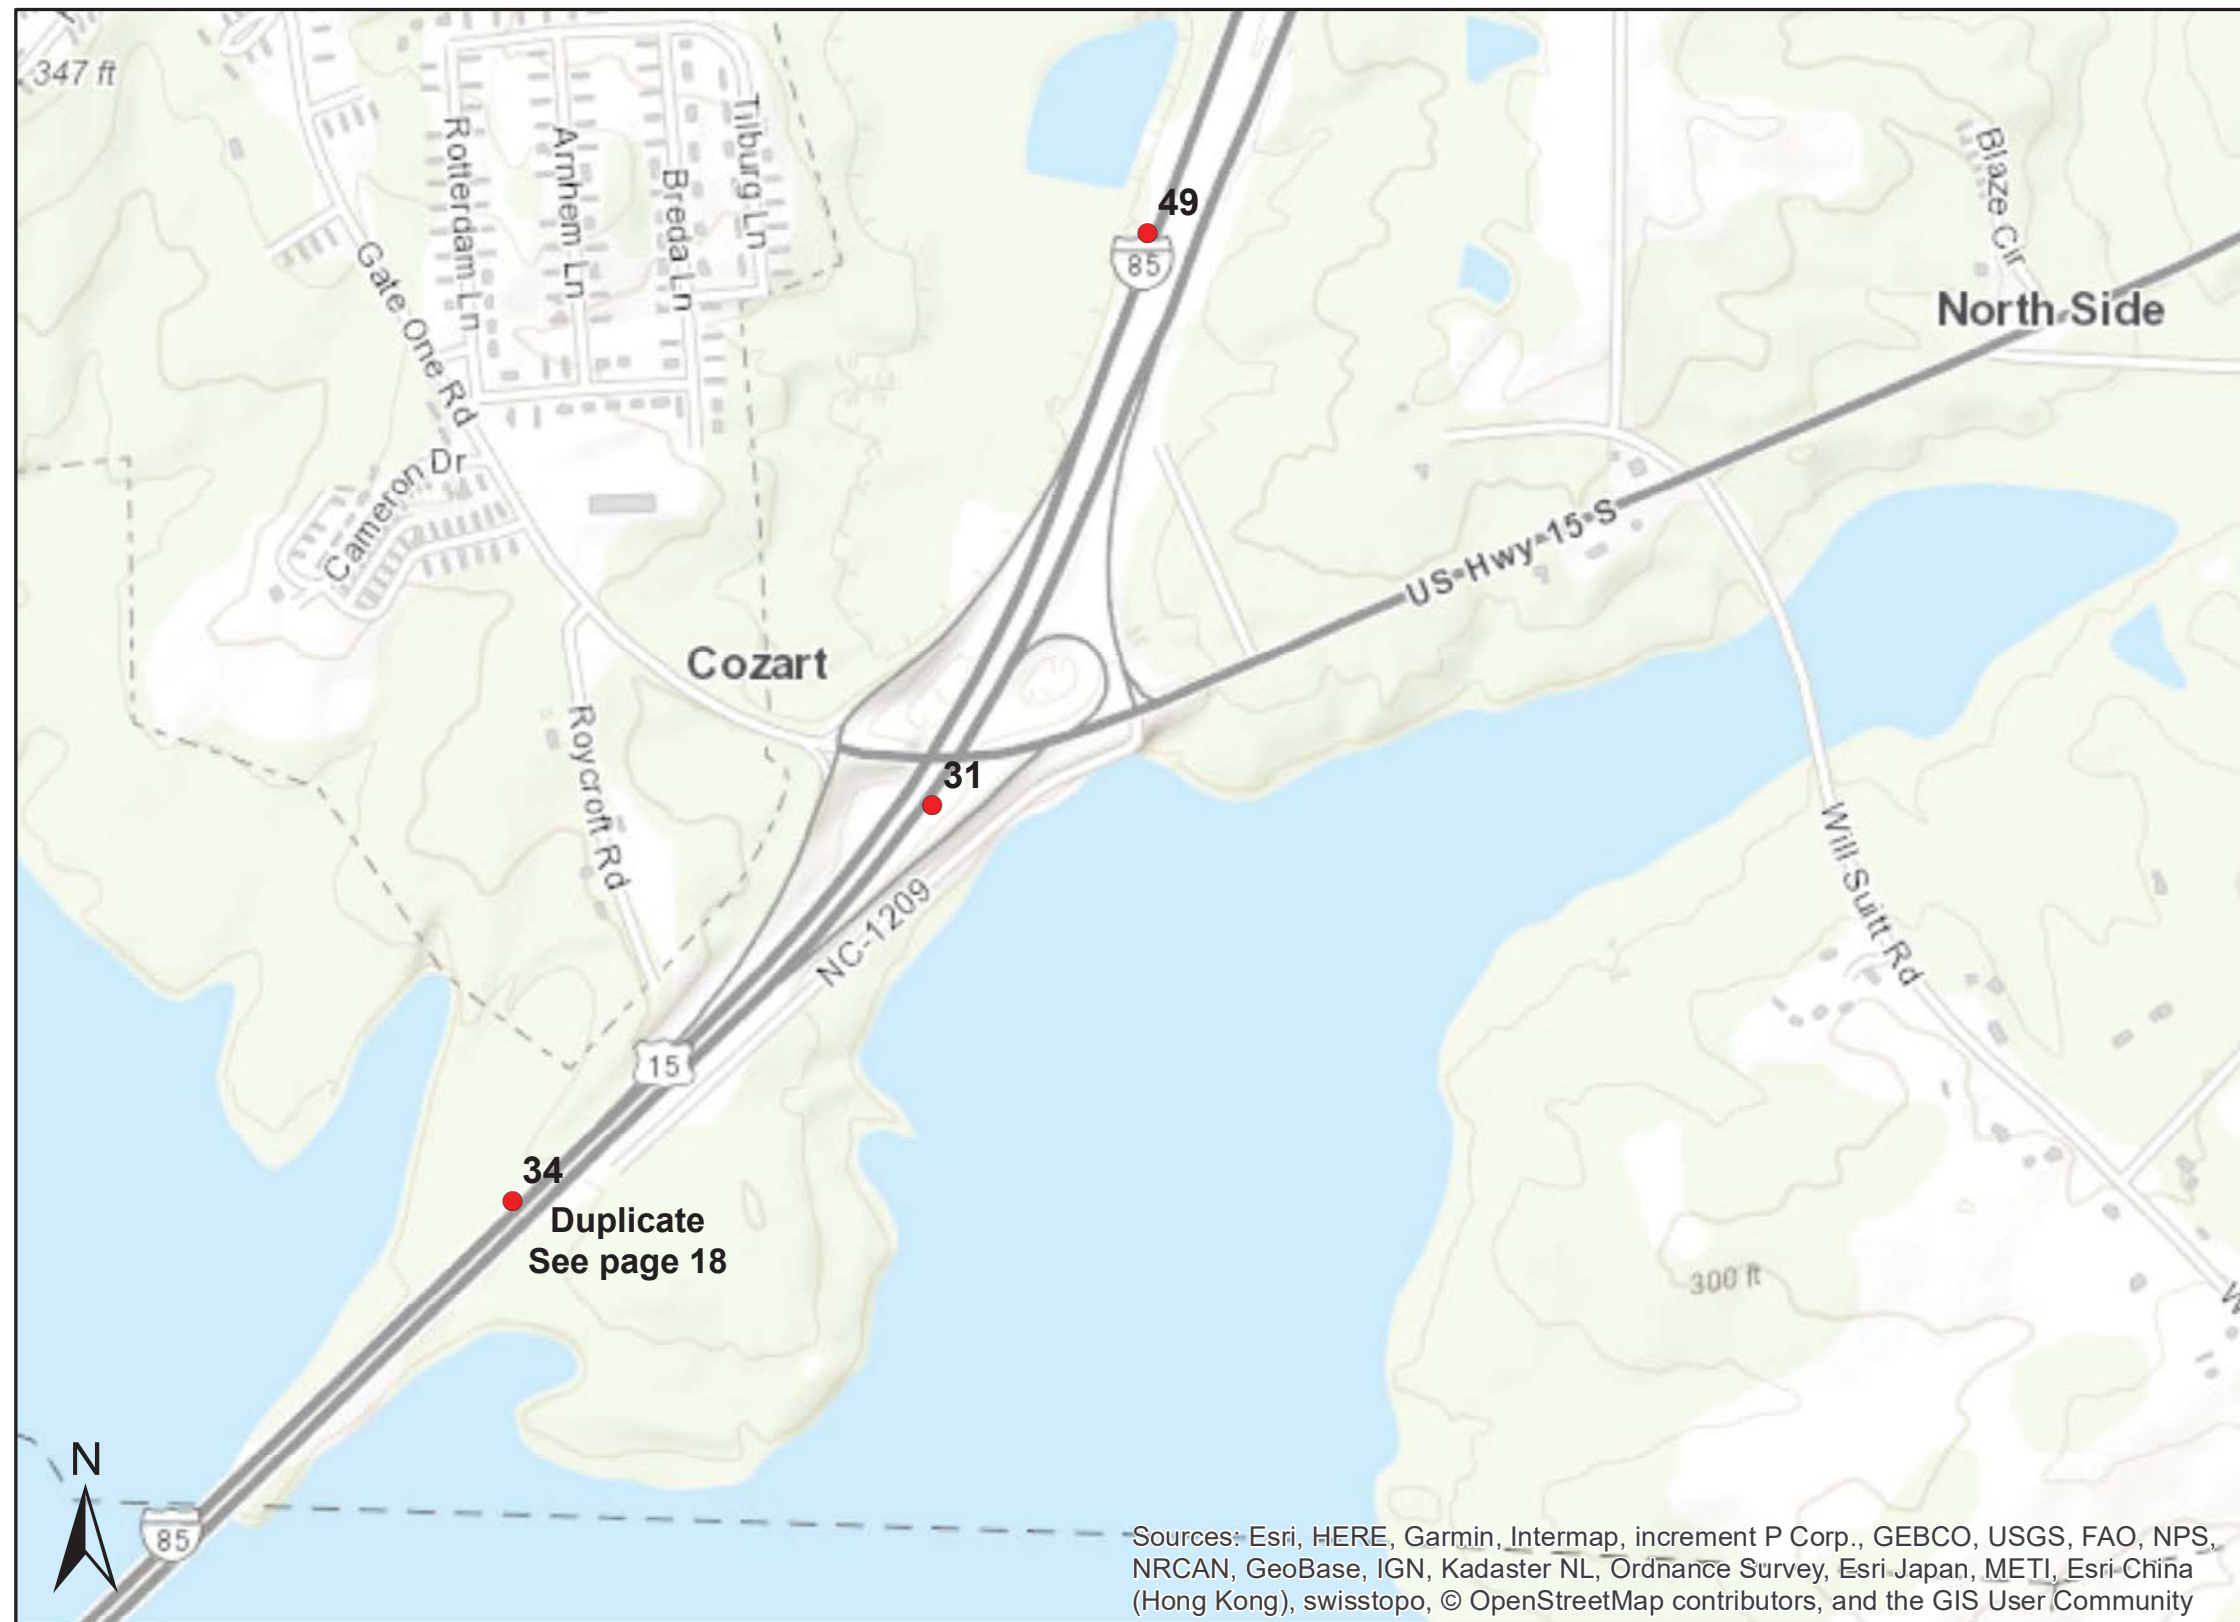 347 ft
Rotterdam Ln
Arnhem Ln
Breda Ln
Tilburg Ln
Gate One Rd
Cameron Dr
49
85
Blaze Cir
North Side
US Hwy 15 S
Cozart
Roycroft Rd
31
NC-1209
Will Suitt Rd
15
34
Duplicate
See page 18
300 ft
W
N
85
Sources: Esri, HERE, Garmin, Intermap, increment P Corp., GEBCO, USGS, FAO, NPS,
NRCAN, GeoBase, IGN, Kadaster NL, Ordnance Survey, Esri Japan, METI, Esri China
(Hong Kong), swisstopo, © OpenStreetMap contributors, and the GIS User Community